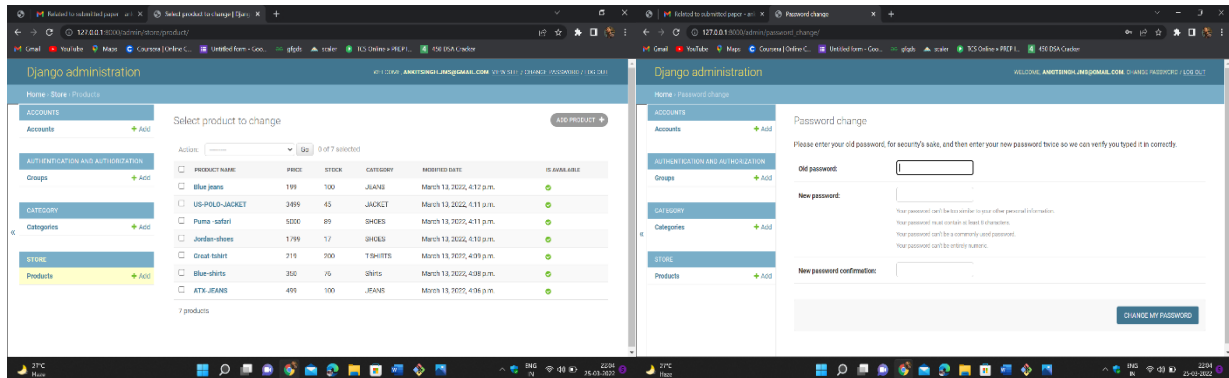 Related to submitted paper
Select product to change | Djang
127.0.0.1:8000/admin/store/product/
Gmail YouTube Maps Coursera | Online C... Untitled form - Goo... gfgds scaler TCS Online » PREP I... 450 DSA Cracker
Django administration
WELCOME, ANKITSINGH.JMS@GMAIL.COM. VIEW SITE / CHANGE PASSWORD / LOG OUT
Home › Store › Products
ACCOUNTS
Accounts + Add
AUTHENTICATION AND AUTHORIZATION
Groups + Add
CATEGORY
Categories + Add
«
STORE
Products + Add
Select product to change
ADD PRODUCT +
Action: --------- Go 0 of 7 selected
PRODUCT NAME PRICE STOCK CATEGORY MODIFIED DATE IS AVAILABLE
Blue jeans 199 100 JEANS March 13, 2022, 4:12 p.m.
US-POLO-JACKET 3499 45 JACKET March 13, 2022, 4:11 p.m.
Puma -safari 5000 89 SHOES March 13, 2022, 4:11 p.m.
Jordan-shoes 1799 17 SHOES March 13, 2022, 4:10 p.m.
Great tshirt 219 200 T SHIRTS March 13, 2022, 4:09 p.m.
Blue-shirts 350 76 Shirts March 13, 2022, 4:08 p.m.
ATX-JEANS 499 100 JEANS March 13, 2022, 4:06 p.m.
7 products
27°C
Haze
ENG
IN
22:04
25-03-2022
Related to submitted paper
Password change
127.0.0.1:8000/admin/password_change/
Gmail YouTube Maps Coursera | Online C... Untitled form - Goo... gfgds scaler TCS Online » PREP I... 450 DSA Cracker
Django administration
WELCOME, ANKITSINGH.JMS@GMAIL.COM. CHANGE PASSWORD / LOG OUT
Home › Password change
ACCOUNTS
Accounts + Add
AUTHENTICATION AND AUTHORIZATION
Groups + Add
CATEGORY
Categories + Add
«
STORE
Products + Add
Password change
Please enter your old password, for security's sake, and then enter your new password twice so we can verify you typed it in correctly.
Old password:
New password:
Your password can't be too similar to your other personal information.
Your password must contain at least 8 characters.
Your password can't be a commonly used password.
Your password can't be entirely numeric.
New password confirmation:
CHANGE MY PASSWORD
27°C
Haze
ENG
IN
22:04
25-03-2022